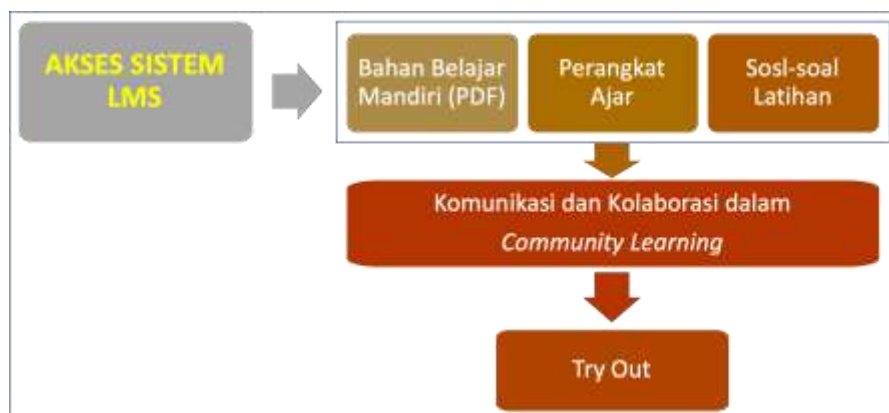 AKSES SISTEM
LMS
Bahan Belajar
Mandiri (PDF)
Perangkat
Ajar
Sosl-soal
Latihan
Komunikasi dan Kolaborasi dalam
Community Learning
Try Out